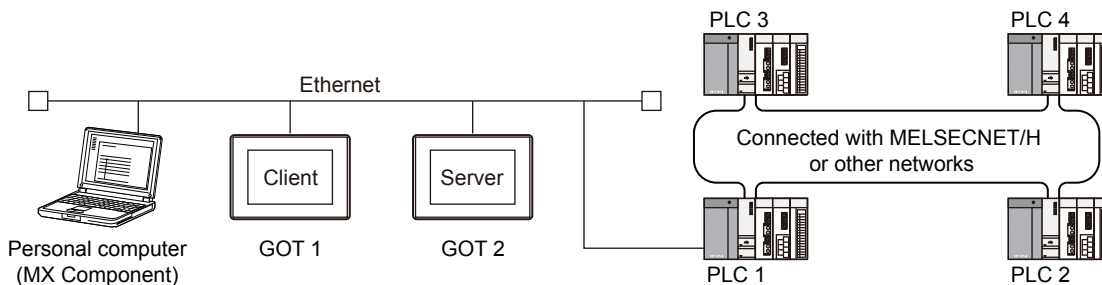 PLC 3
PLC 4
Ethernet
Connected with MELSECNET/H
or other networks
Client
Server
Personal computer
(MX Component)
GOT 1
GOT 2
PLC 1
PLC 2